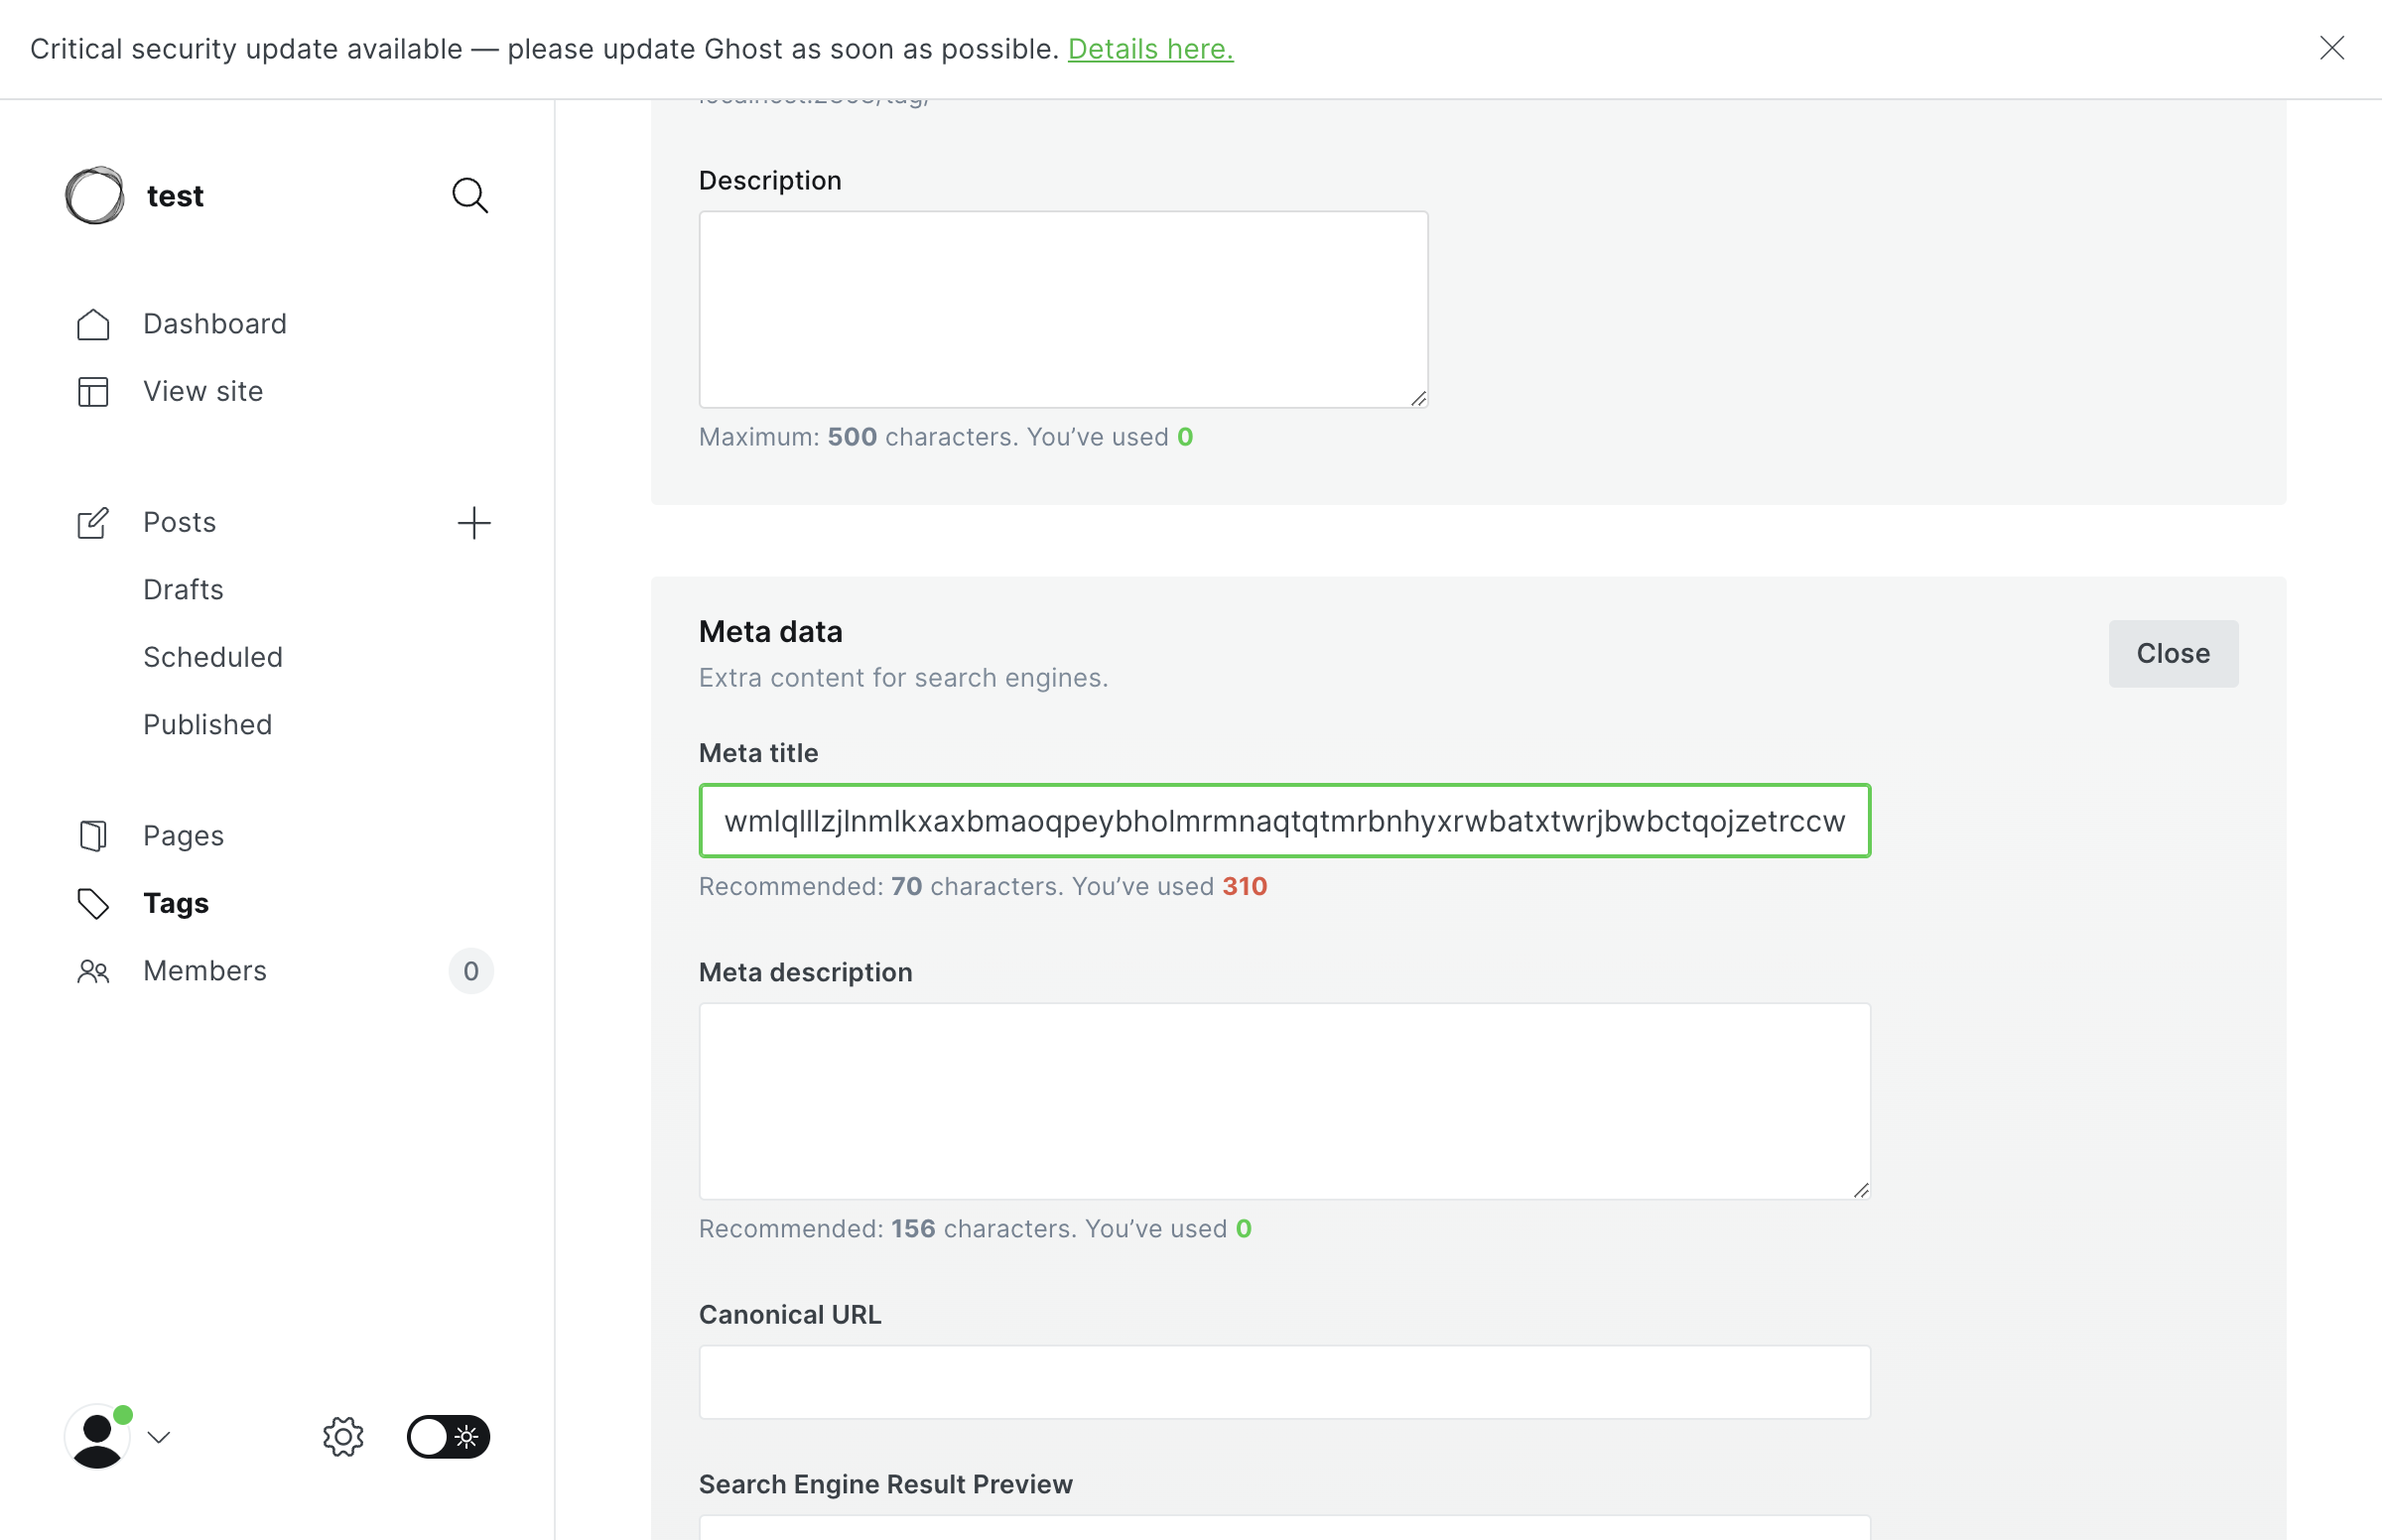 Critical security update available — please update Ghost as soon as possible. Details here.
test
Dashboard
View site
Posts
Drafts
Scheduled
Published
Pages
Tags
Members
0
Description
Maximum: 500 characters. You’ve used 0
Meta data
Extra content for search engines.
Close
Meta title
wmlqlllzjlnmlkxaxbmaoqpeybholmrmnaqtqtmrbnhyxrwbatxtwrjbwbctqojzetrccw
Recommended: 70 characters. You’ve used 310
Meta description
Recommended: 156 characters. You’ve used 0
Canonical URL
Search Engine Result Preview